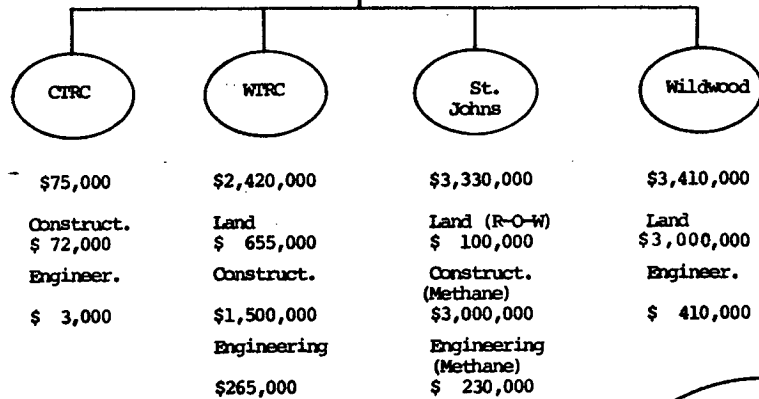 CTRC
$75,000
Construct.
$ 72,000
Engineer.
$ 3,000
WTRC
$2,420,000
Land
$ 655,000
Construct.
$1,500,000
Engineering
$265,000
St.
Johns
$3,330,000
Land (R-O-W)
$ 100,000
Construct.
(Methane)
$3,000,000
Engineering
(Methane)
$ 230,000
Wildwood
$3,410,000
Land
$3,000,000
Engineer.
$ 410,000